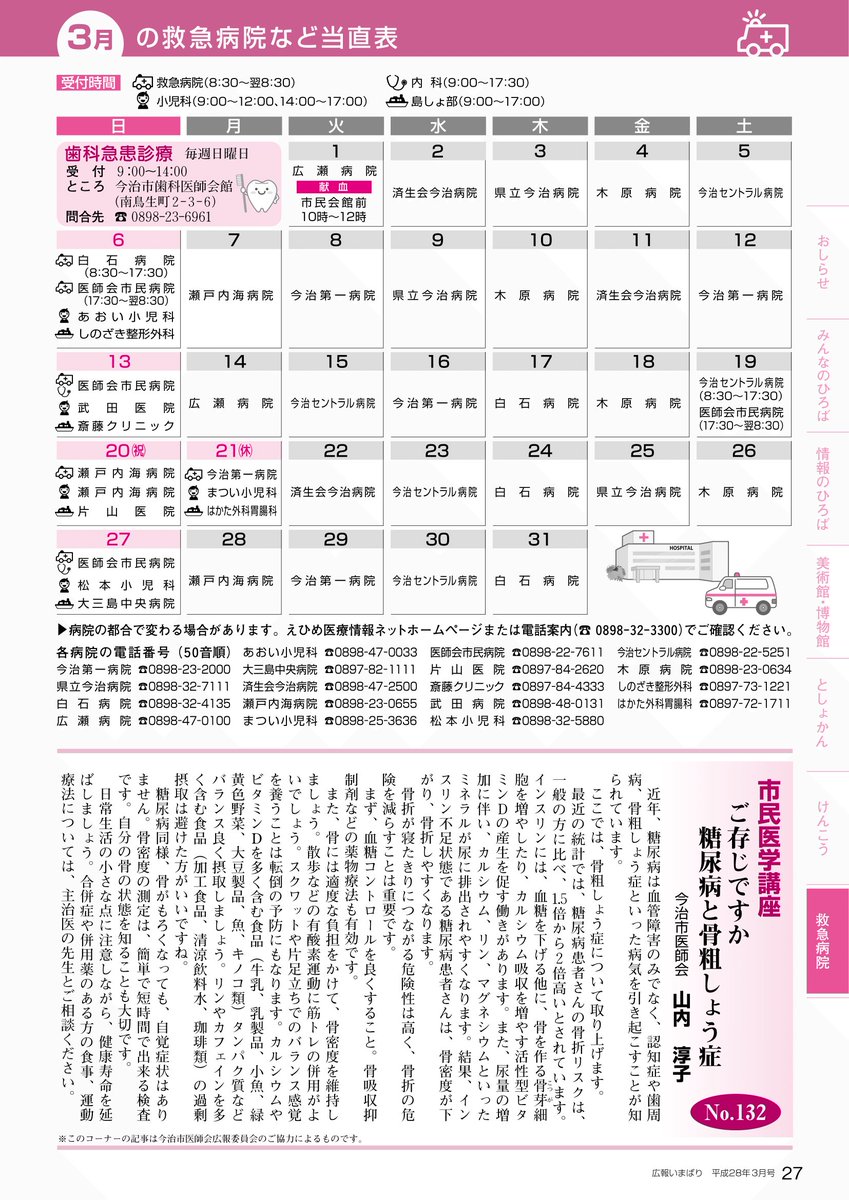 3月 の救急病院など当直表
受付時間
救急病院(8:30〜翌8:30)
内 科(9:00〜17:30)
小児科(9:00〜12:00、14:00〜17:00)
島しょ部(9:00〜17:00)
日 月 火 水 木 金 土
歯科急患診療 毎週日曜日
受 付 9:00〜14:00
ところ 今治市歯科医師会館
(南鳥生町2-3-6)
問合先 ☎ 0898-23-6961
1
広瀬病院
献血
市民会館前
10時〜12時
2
済生会今治病院
3
県立今治病院
4
木原病院
5
今治セントラル病院
6
白石病院
(8:30〜17:30)
医師会市民病院
(17:30〜翌8:30)
あおい小児科
しのざき整形外科
7
瀬戸内海病院
8
今治第一病院
9
県立今治病院
10
木原病院
11
済生会今治病院
12
今治第一病院
13
医師会市民病院
武田医院
斎藤クリニック
14
広瀬病院
15
今治セントラル病院
16
今治第一病院
17
白石病院
18
木原病院
19
今治セントラル病院
(8:30〜17:30)
医師会市民病院
(17:30〜翌8:30)
20㊗
瀬戸内海病院
瀬戸内海病院
片山医院
21㊡
今治第一病院
まつい小児科
はかた外科胃腸科
22
済生会今治病院
23
今治セントラル病院
24
白石病院
25
県立今治病院
26
木原病院
27
医師会市民病院
松本小児科
大三島中央病院
28
瀬戸内海病院
29
今治第一病院
30
今治セントラル病院
31
白石病院
HOSPITAL
▶病院の都合で変わる場合があります。えひめ医療情報ネットホームページまたは電話案内(☎ 0898-32-3300)でご確認ください。
各病院の電話番号(50音順) あおい小児科 ☎0898-47-0033 医師会市民病院 ☎0898-22-7611 今治セントラル病院 ☎0898-22-5251
今治第一病院 ☎0898-23-2000 大三島中央病院 ☎0897-82-1111 片山医院 ☎0897-84-2620 木原病院 ☎0898-23-0634
県立今治病院 ☎0898-32-7111 済生会今治病院 ☎0898-47-2500 斎藤クリニック ☎0897-84-4333 しのざき整形外科 ☎0897-73-1221
白石病院 ☎0898-32-4135 瀬戸内海病院 ☎0898-23-0655 武田病院 ☎0898-48-0131 はかた外科胃腸科 ☎0897-72-1711
広瀬病院 ☎0898-47-0100 まつい小児科 ☎0898-25-3636 松本小児科 ☎0898-32-5880
市民医学講座
ご存じですか
糖尿病と骨粗しょう症
今治市医師会 山内 淳子
No.132
近年、糖尿病は血管障害のみでなく、認知症や歯周
病、骨粗しょう症といった病気を引き起こすことが知
られています。
ここでは、骨粗しょう症について取り上げます。
最近の統計では、糖尿病患者さんの骨折リスクは、
一般の方に比べ、1.5倍から2倍高いとされています。
インスリンには、血糖を下げる他に、骨を作る骨芽細
こつが
胞を増やしたり、カルシウム吸収を増やす活性型ビタ
ミンDの産生を促す働きがあります。また、尿量の増
加に伴い、カルシウム、リン、マグネシウムといった
ミネラルが尿に排出されやすくなります。結果、イン
スリン不足状態である糖尿病患者さんは、骨密度が下
がり、骨折しやすくなります。
骨折が寝たきりにつながる危険性は高く、骨折の危
険を減らすことは重要です。
まず、血糖コントロールを良くすること。骨吸収抑
制剤などの薬物療法も有効です。
また、骨には適度な負担をかけて、骨密度を維持し
ましょう。散歩などの有酸素運動に筋トレの併用がよ
いでしょう。スクワットや片足立ちでのバランス感覚
を養うことは転倒の予防にもなります。カルシウムや
ビタミンDを多く含む食品(牛乳、乳製品、小魚、緑
黄色野菜、大豆製品、魚、キノコ類)タンパク質など
バランス良く摂取しましょう。リンやカフェインを多
く含む食品(加工食品、清涼飲料水、珈琲類)の過剰
摂取は避けた方がいいですね。
糖尿病同様、骨がもろくなっても、自覚症状はあり
ません。骨密度の測定は、簡単で短時間で出来る検査
です。自分の骨の状態を知ることも大切です。
日常生活の小さな点に注意しながら、健康寿命を延
ばしましょう。合併症や併用薬のある方の食事、運動
療法については、主治医の先生とご相談ください。
※このコーナーの記事は今治市医師会広報委員会のご協力によるものです。
おしらせ
みんなのひろば
情報のひろば
美術館・博物館
としょかん
けんこう
救急病院
広報いまばり 平成28年3月号 27